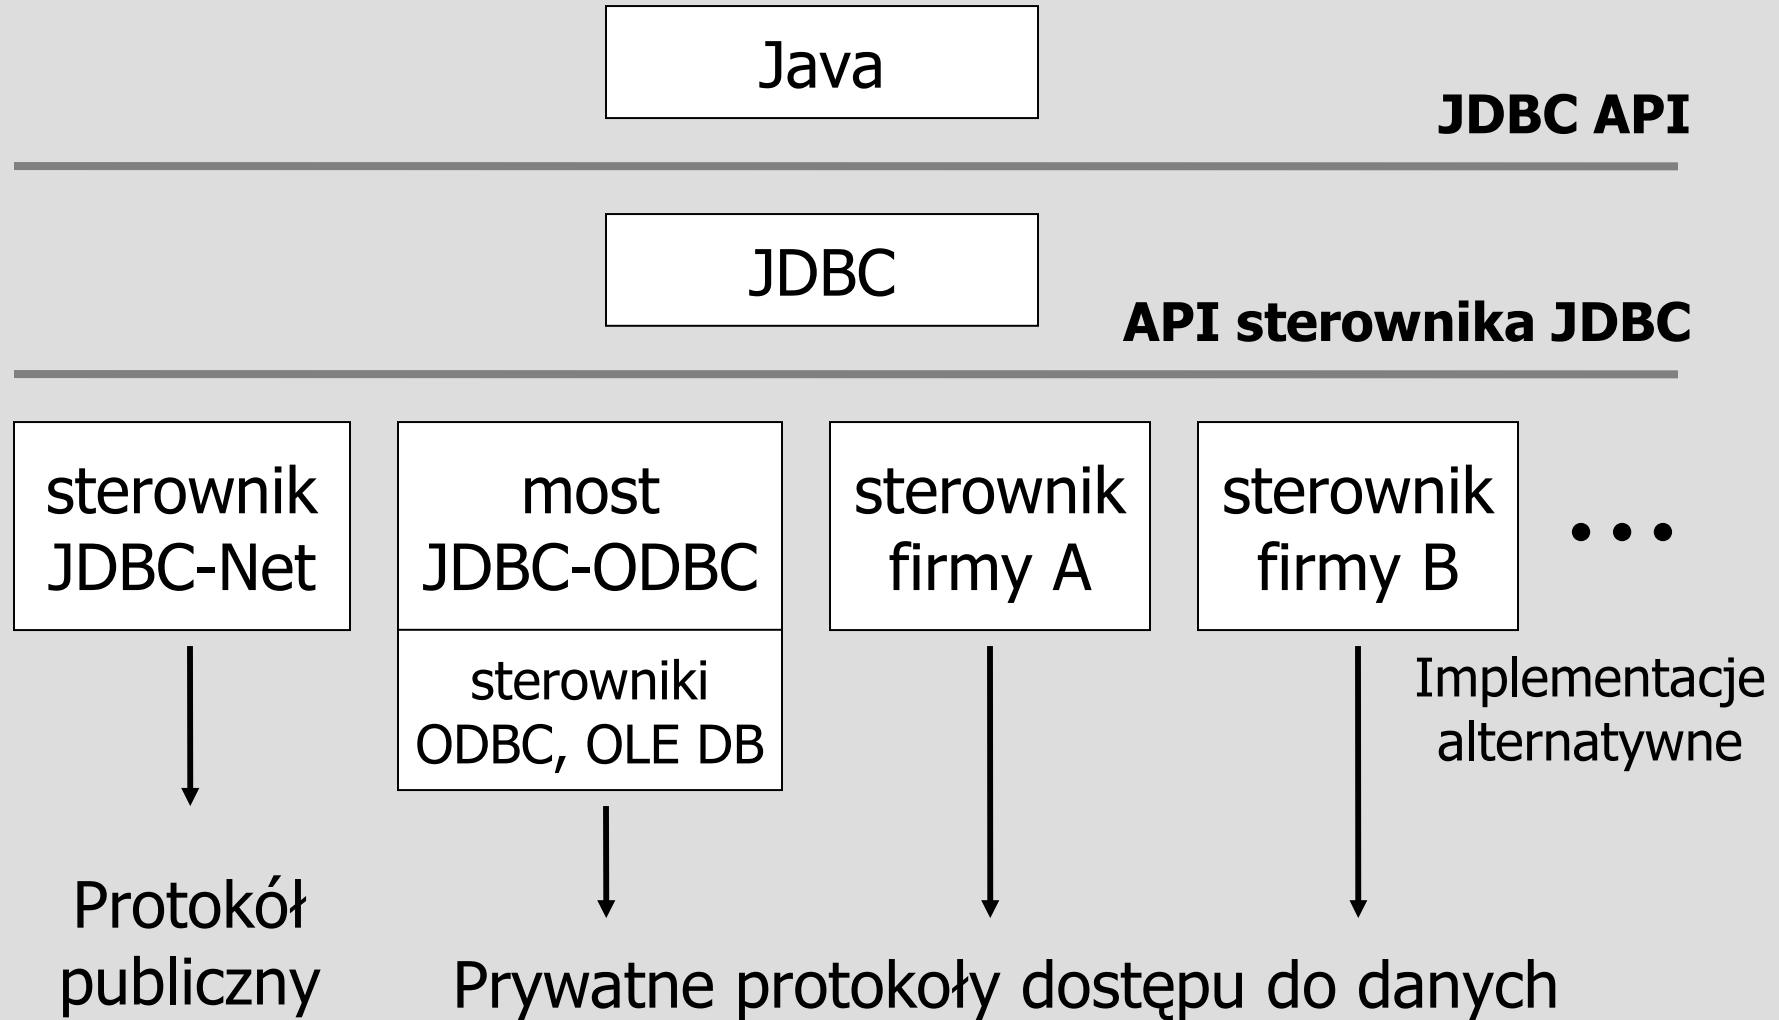 Java
JDBC API
JDBC
API sterownika JDBC
sterownik
JDBC-Net
most
JDBC-ODBC
sterowniki
ODBC, OLE DB
sterownik
firmy A
sterownik
firmy B
...
Implementacje
alternatywne
Protokół
publiczny
Prywatne protokoły dostępu do danych